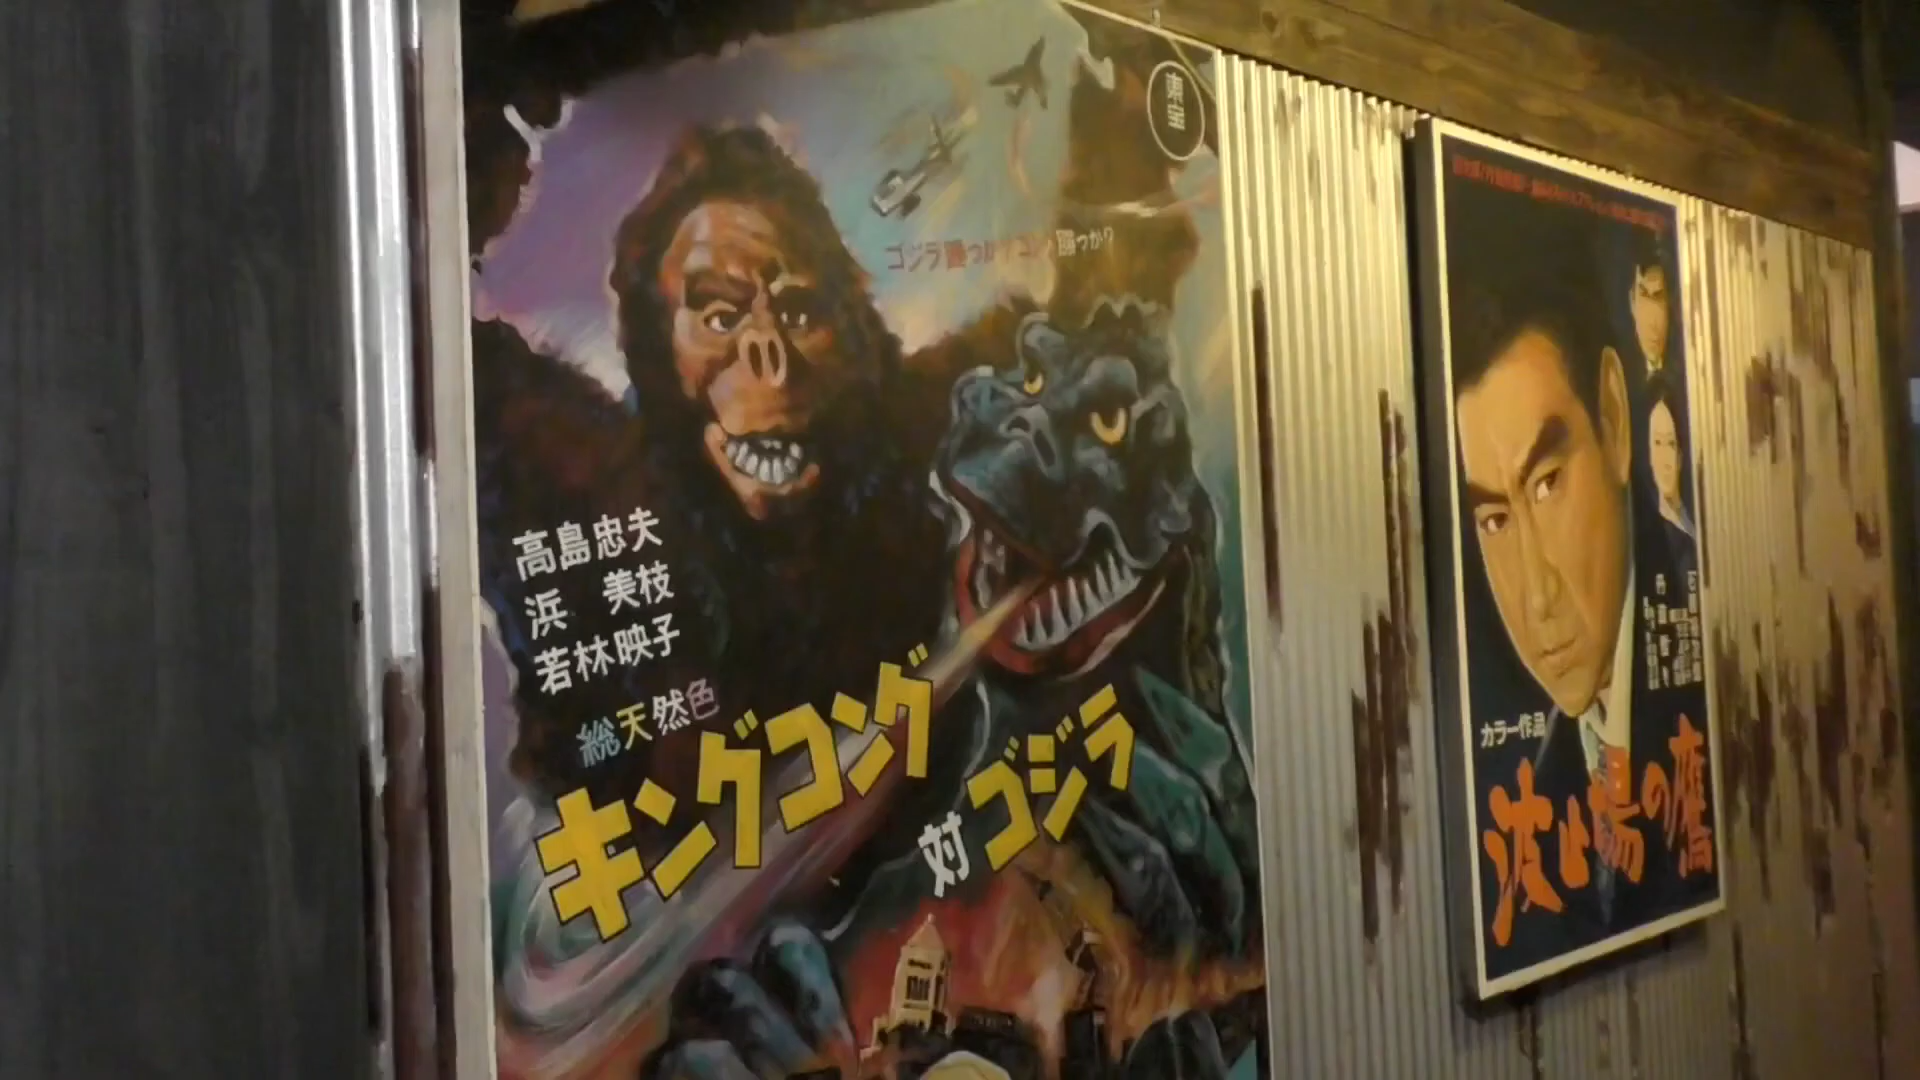 東宝
ゴジラ勝つか？コング勝つか？
高島忠夫
浜 美枝
若林映子
総天然色
キングコング
対ゴジラ
カラー作品
波止場の鷹